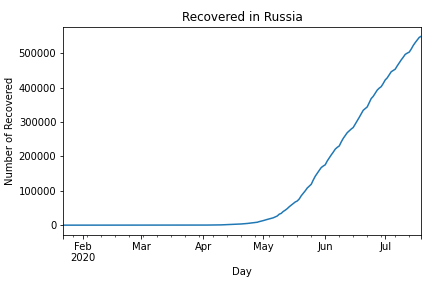 Recovered in Russia
Number of Recovered
500000
400000
300000
200000
100000
0
Feb Mar Apr May Jun Jul
2020
Day